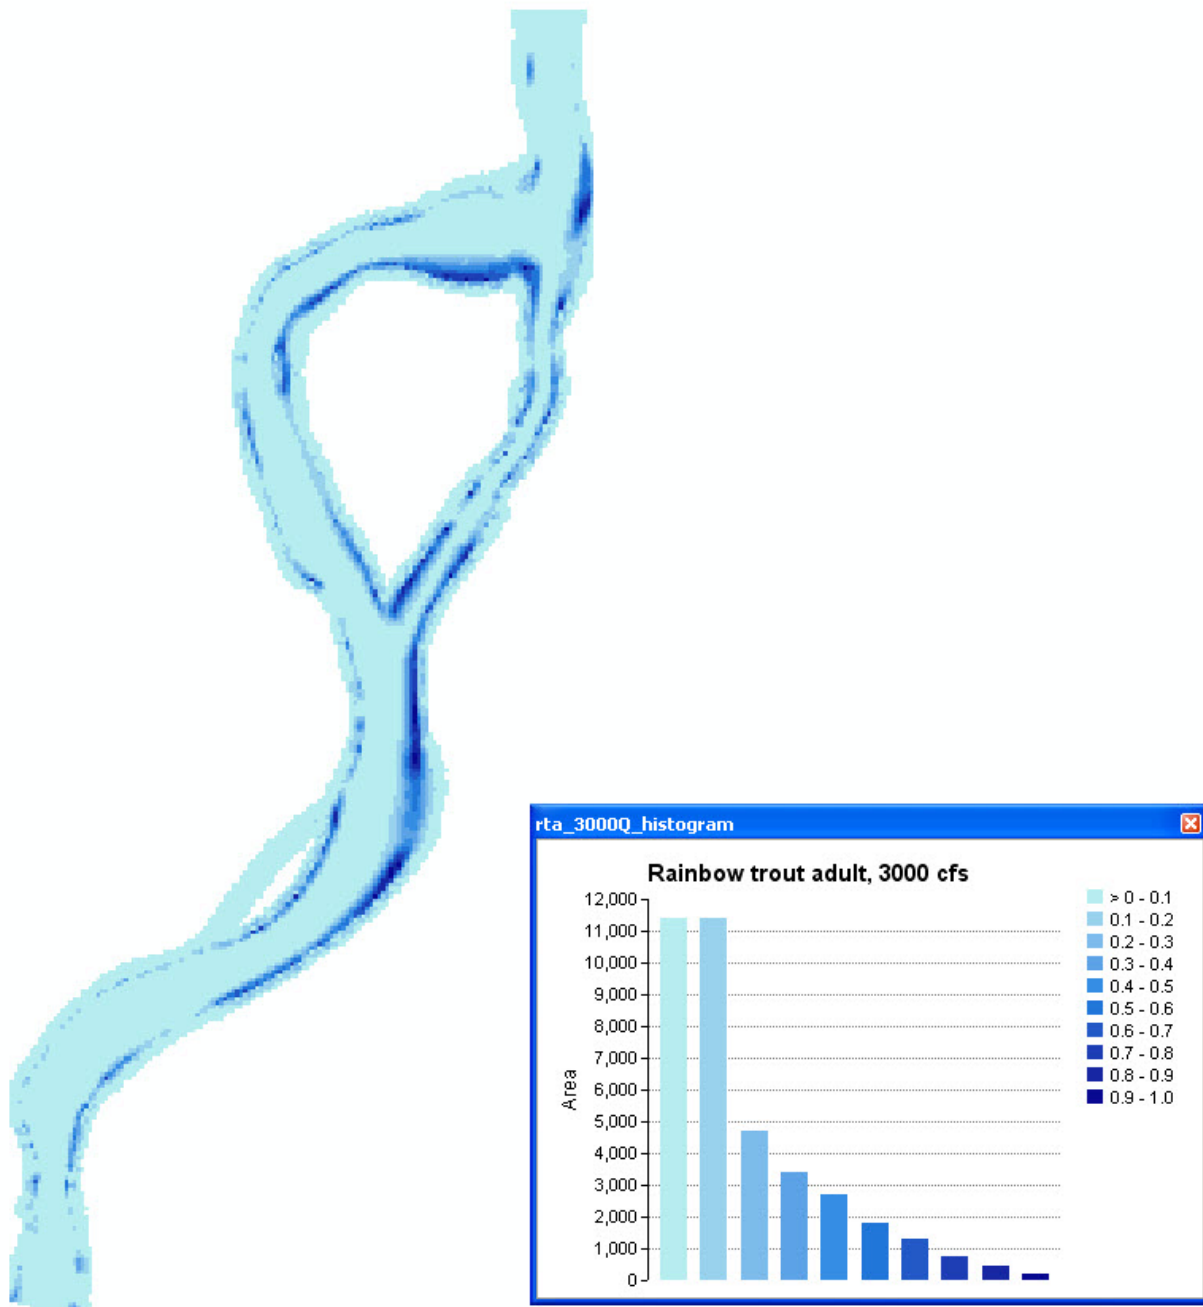 rta_3000Q_histogram
Rainbow trout adult, 3000 cfs
12,000
11,000
10,000
9,000
8,000
7,000
6,000
5,000
4,000
3,000
2,000
1,000
0
Area
> 0 - 0.1
0.1 - 0.2
0.2 - 0.3
0.3 - 0.4
0.4 - 0.5
0.5 - 0.6
0.6 - 0.7
0.7 - 0.8
0.8 - 0.9
0.9 - 1.0